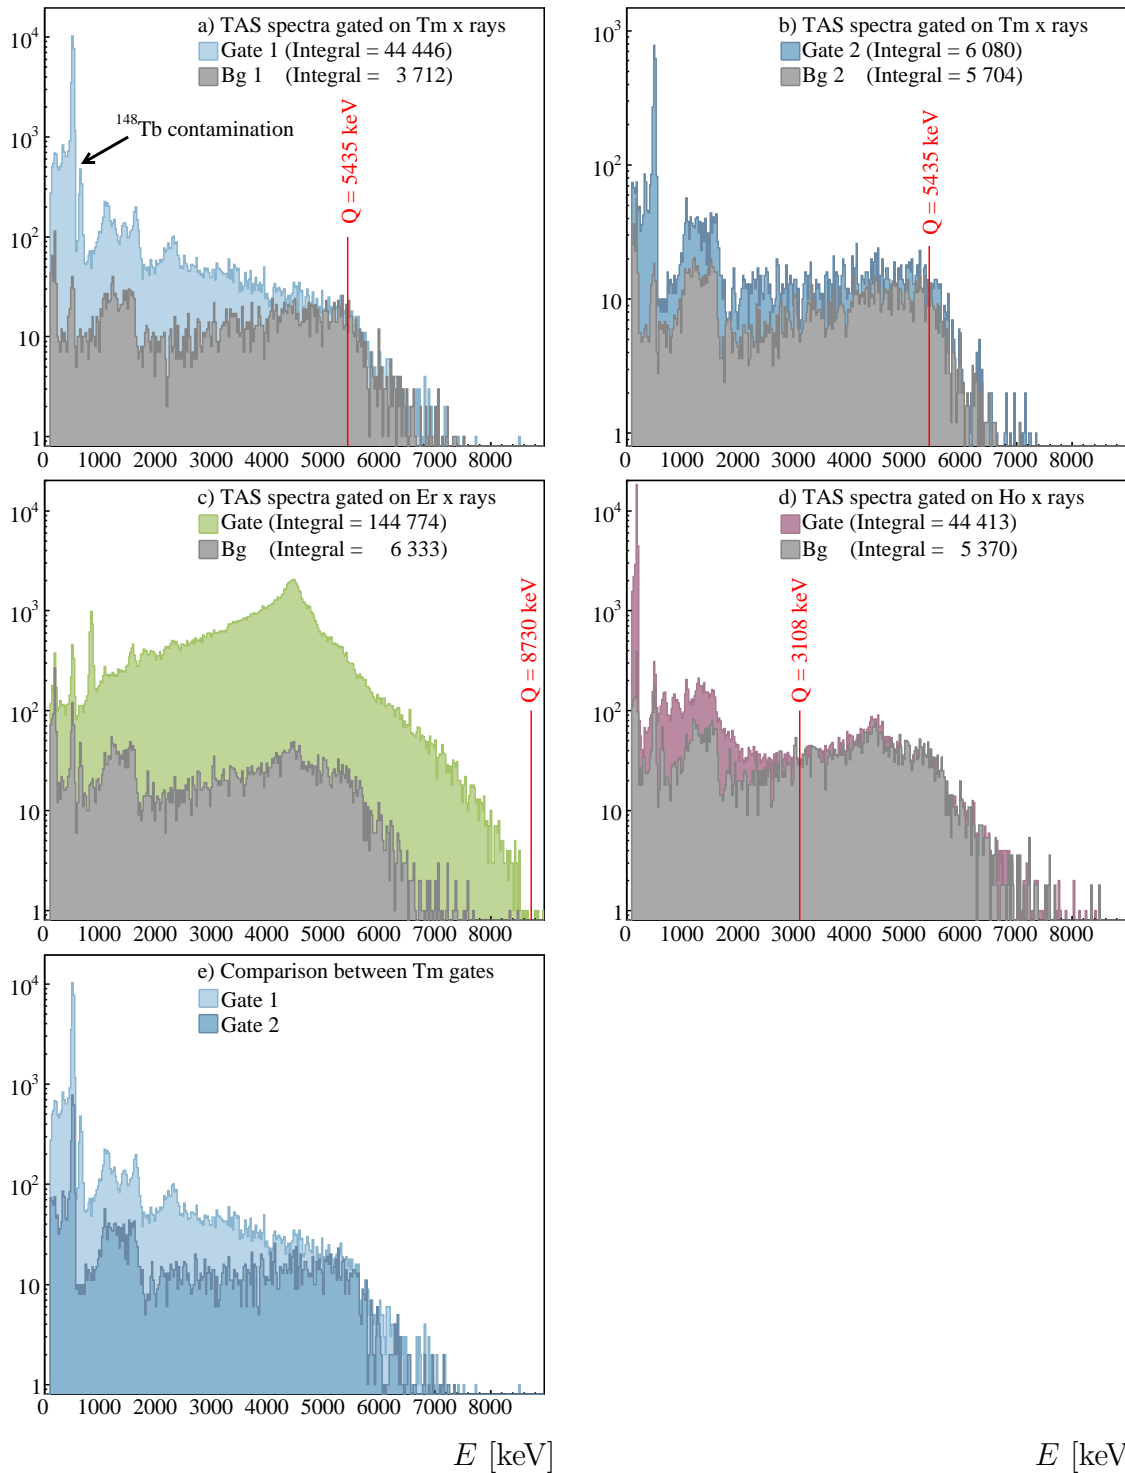 a) TAS spectra gated on Tm x rays
Gate 1 (Integral = 44 446)
Bg 1 (Integral = 3 712)
148Tb contamination
Q = 5435 keV
10^4
10^3
10^2
10
1
0 1000 2000 3000 4000 5000 6000 7000 8000
b) TAS spectra gated on Tm x rays
Gate 2 (Integral = 6 080)
Bg 2 (Integral = 5 704)
Q = 5435 keV
10^3
10^2
10
1
0 1000 2000 3000 4000 5000 6000 7000 8000
c) TAS spectra gated on Er x rays
Gate (Integral = 144 774)
Bg (Integral = 6 333)
Q = 8730 keV
10^4
10^3
10^2
10
1
0 1000 2000 3000 4000 5000 6000 7000 8000
d) TAS spectra gated on Ho x rays
Gate (Integral = 44 413)
Bg (Integral = 5 370)
Q = 3108 keV
10^4
10^3
10^2
10
1
0 1000 2000 3000 4000 5000 6000 7000 8000
e) Comparison between Tm gates
Gate 1
Gate 2
10^4
10^3
10^2
10
1
0 1000 2000 3000 4000 5000 6000 7000 8000
E [keV]
E [keV